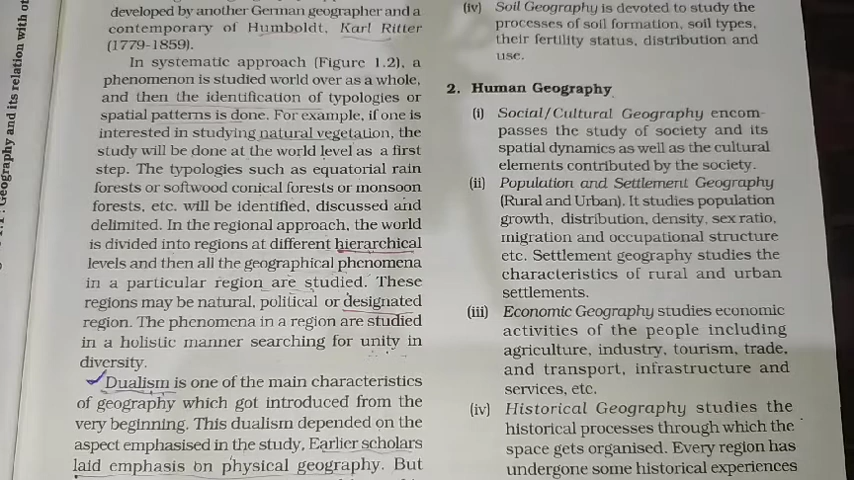 1.1: Geography and its relation with ot
developed by another German geographer and a
contemporary of Humboldt, Karl Ritter
(1779-1859).
In systematic approach (Figure 1.2), a
phenomenon is studied world over as a whole,
and then the identification of typologies or
spatial patterns is done. For example, if one is
interested in studying natural vegetation, the
study will be done at the world level as a first
step. The typologies such as equatorial rain
forests or softwood conical forests or monsoon
forests, etc. will be identified, discussed and
delimited. In the regional approach, the world
is divided into regions at different hierarchical
levels and then all the geographical phenomena
in a particular region are studied. These
regions may be natural, political or designated
region. The phenomena in a region are studied
in a holistic manner searching for unity in
diversity.
Dualism is one of the main characteristics
of geography which got introduced from the
very beginning. This dualism depended on the
aspect emphasised in the study. Earlier scholars
laid emphasis on physical geography. But
(iv) Soil Geography is devoted to study the
processes of soil formation, soil types,
their fertility status, distribution and
use.
2. Human Geography
(i) Social/Cultural Geography encom-
passes the study of society and its
spatial dynamics as well as the cultural
elements contributed by the society.
(ii) Population and Settlement Geography
(Rural and Urban). It studies population
growth, distribution, density, sex ratio,
migration and occupational structure
etc. Settlement geography studies the
characteristics of rural and urban
settlements.
(iii) Economic Geography studies economic
activities of the people including
agriculture, industry, tourism, trade,
and transport, infrastructure and
services, etc.
(iv) Historical Geography studies the
historical processes through which the
space gets organised. Every region has
undergone some historical experiences